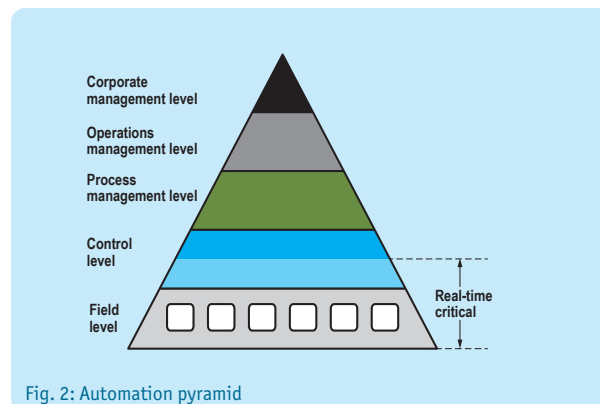 Corporate
management level
Operations
management level
Process
management level
Control
level
Field
level
Real-time
critical
Fig. 2: Automation pyramid